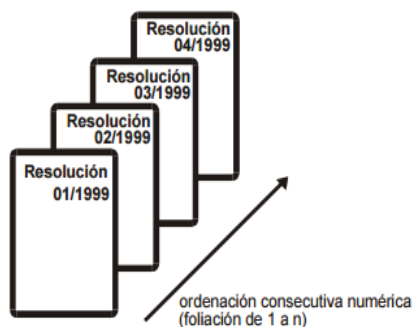 Resolución
04/1999
Resolución
03/1999
Resolución
02/1999
Resolución
01/1999
ordenación consecutiva numérica
(foliación de 1 a n)